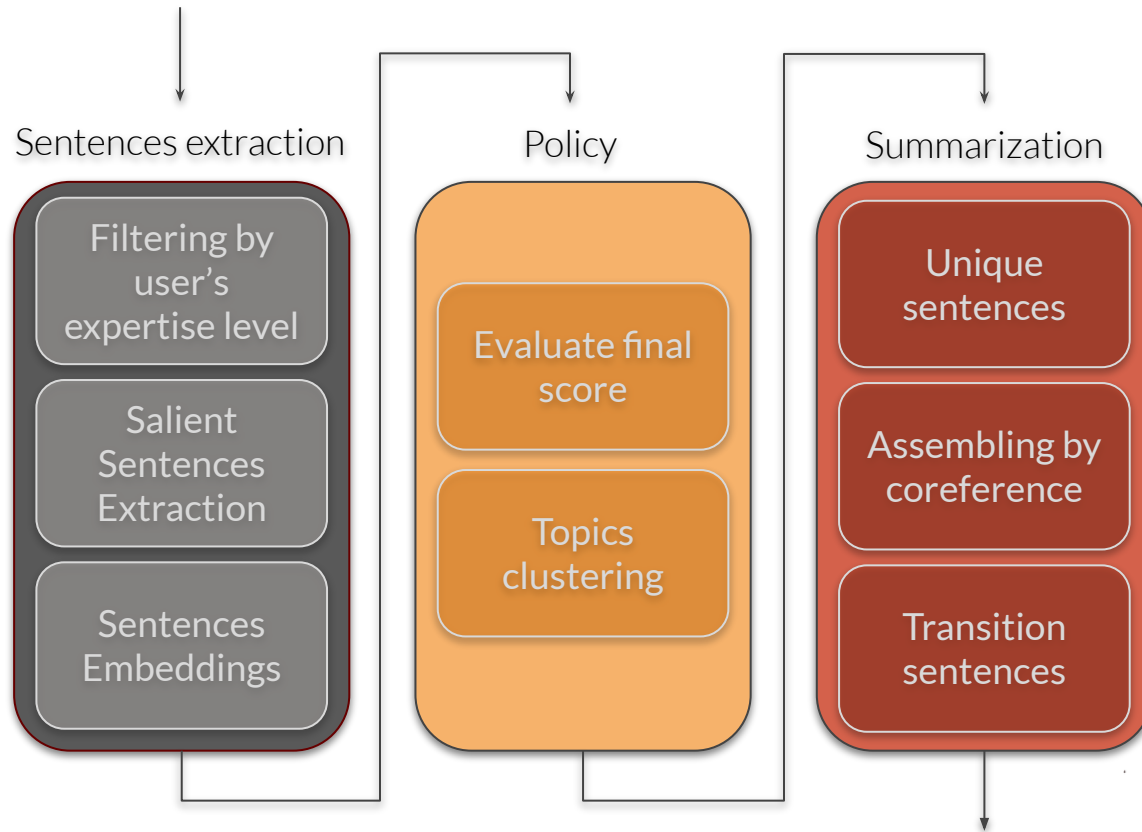 Sentences extraction
Filtering by
user’s
expertise level
Salient
Sentences
Extraction
Sentences
Embeddings
Policy
Evaluate final
score
Topics
clustering
Summarization
Unique
sentences
Assembling by
coreference
Transition
sentences